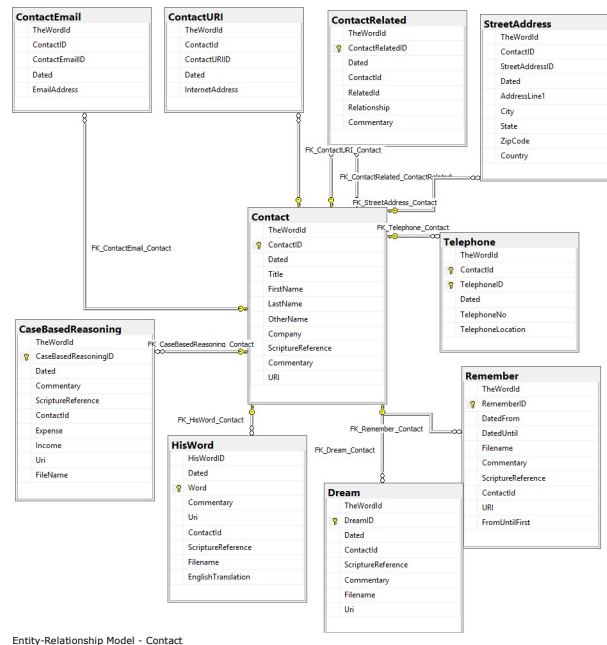 ContactEmail
TheWordId
ContactID
ContactEmailID
Dated
EmailAddress
ContactURI
TheWordId
ContactId
ContactURIID
Dated
InternetAddress
ContactRelated
TheWordId
ContactRelatedID
Dated
ContactId
RelatedId
Relationship
Commentary
StreetAddress
TheWordId
ContactID
StreetAddressID
Dated
AddressLine1
City
State
ZipCode
Country
FK_ContactURI_Contact
FK_ContactRelated_ContactRelated
FK_StreetAddress_Contact
FK_Telephone_Contact
FK_ContactEmail_Contact
Contact
TheWordId
ContactID
Dated
Title
FirstName
LastName
OtherName
Company
ScriptureReference
Commentary
URI
Telephone
TheWordId
ContactId
TelephoneID
Dated
TelephoneNo
TelephoneLocation
CaseBasedReasoning
TheWordId
CaseBasedReasoningID
Dated
Commentary
ScriptureReference
ContactId
Expense
Income
Uri
FileName
FK_CaseBasedReasoning_Contact
FK_HisWord_Contact
FK_Remember_Contact
FK_Dream_Contact
Remember
TheWordId
RememberID
DatedFrom
DatedUntil
Filename
Commentary
ScriptureReference
ContactId
URI
FromUntilFirst
HisWord
HisWordID
Dated
Word
Commentary
Uri
ContactId
ScriptureReference
Filename
EnglishTranslation
Dream
TheWordId
DreamID
Dated
ContactId
ScriptureReference
Commentary
Filename
Uri
Entity-Relationship Model - Contact